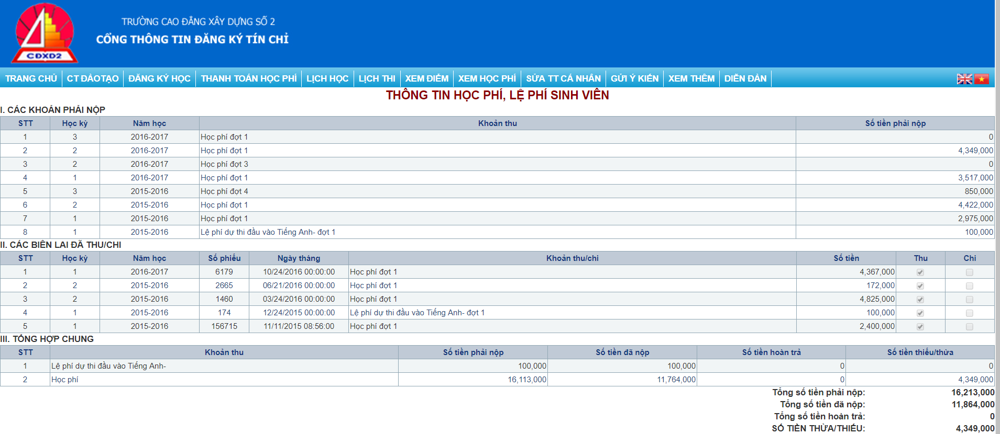 TRƯỜNG CAO ĐẲNG XÂY DỰNG SỐ 2
CỔNG THÔNG TIN ĐĂNG KÝ TÍN CHỈ
CĐXD2
TRANG CHỦ CT ĐÀOTẠO ĐĂNG KÝ HỌC THANH TOÁN HỌC PHÍ LỊCH HỌC LỊCH THI XEM ĐIỂM XEM HỌC PHÍ SỬA TT CÁ NHÂN GỬI Ý KIẾN XEM THÊM DIỄN ĐÀN
THÔNG TIN HỌC PHÍ, LỆ PHÍ SINH VIÊN
I. CÁC KHOẢN PHẢI NỘP
STT Học kỳ Năm học Khoản thu Số tiền phải nộp
1 3 2016-2017 Học phí đợt 1 0
2 2 2016-2017 Học phí đợt 1 4,349,000
3 2 2016-2017 Học phí đợt 3 0
4 1 2016-2017 Học phí đợt 1 3,517,000
5 3 2015-2016 Học phí đợt 4 850,000
6 2 2015-2016 Học phí đợt 1 4,422,000
7 1 2015-2016 Học phí đợt 1 2,975,000
8 1 2015-2016 Lệ phí dự thi đầu vào Tiếng Anh- đợt 1 100,000
II. CÁC BIÊN LAI ĐÃ THU/CHI
STT Học kỳ Năm học Số phiếu Ngày tháng Khoản thu/chi Số tiền Thu Chi
1 1 2016-2017 6179 10/24/2016 00:00:00 Học phí đợt 1 4,367,000
2 2 2015-2016 2665 06/21/2016 00:00:00 Học phí đợt 1 172,000
3 2 2015-2016 1460 03/24/2016 00:00:00 Học phí đợt 1 4,825,000
4 1 2015-2016 174 12/24/2015 00:00:00 Lệ phí dự thi đầu vào Tiếng Anh- đợt 1 100,000
5 1 2015-2016 156715 11/11/2015 08:56:00 Học phí đợt 1 2,400,000
III. TỔNG HỢP CHUNG
STT Khoản thu Số tiền phải nộp Số tiền đã nộp Số tiền hoàn trả Số tiền thiếu/thừa
1 Lệ phí dự thi đầu vào Tiếng Anh- 100,000 100,000 0 0
2 Học phí 16,113,000 11,764,000 0 4,349,000
Tổng số tiền phải nộp: 16,213,000
Tổng số tiền đã nộp: 11,864,000
Tổng số tiền hoàn trả: 0
SỐ TIỀN THỪA/THIẾU: 4,349,000